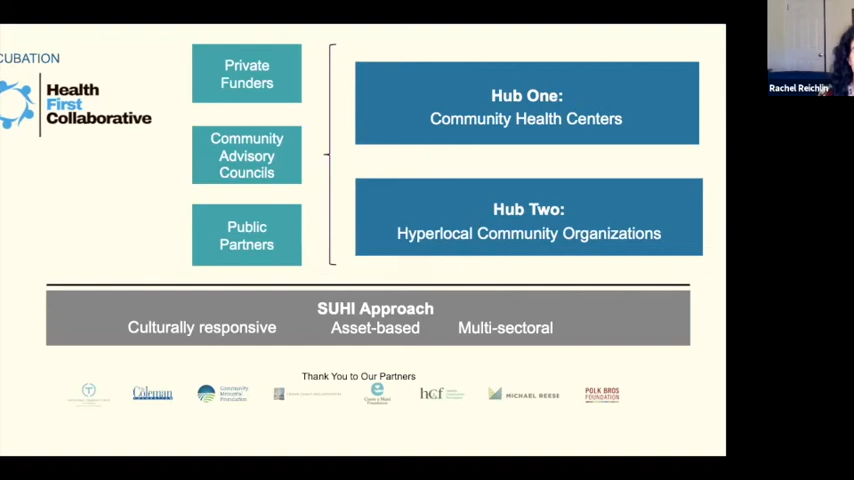 CUBATION
Health
First
Collaborative
Private
Funders
Community
Advisory
Councils
Public
Partners
Hub One:
Community Health Centers
Hub Two:
Hyperlocal Community Organizations
SUHI Approach
Culturally responsive Asset-based Multi-sectoral
Thank You to Our Partners
Coleman
Community
Memorial
Foundation
hcf
MICHAEL REESE
POLK BROS
FOUNDATION
Rachel Reichlin